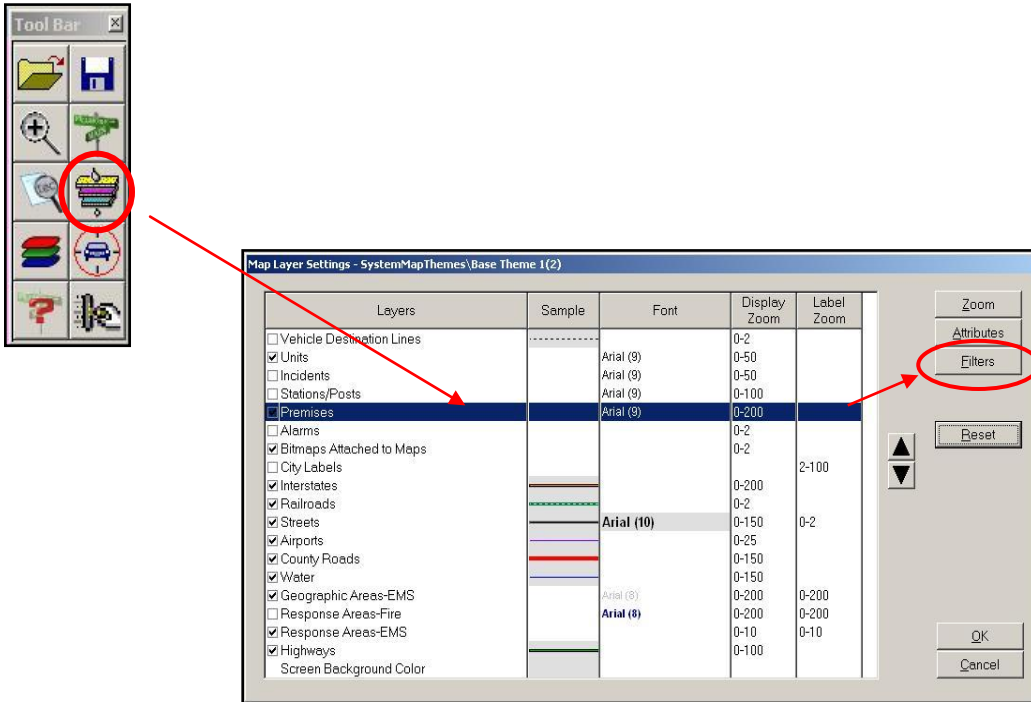 Tool Bar
Map Layer Settings - SystemMapThemes\Base Theme 1(2)
Layers Sample Font Display Zoom Label Zoom
Vehicle Destination Lines 0-2
Units Arial (9) 0-50
Incidents Arial (9) 0-50
Stations/Posts Arial (9) 0-100
Premises Arial (9) 0-200
Alarms 0-2
Bitmaps Attached to Maps 0-2
City Labels 2-100
Interstates 0-200
Railroads 0-2
Streets Arial (10) 0-150 0-2
Airports 0-25
County Roads 0-150
Water 0-150
Geographic Areas-EMS Arial (8) 0-200 0-200
Response Areas-Fire Arial (8) 0-200 0-200
Response Areas-EMS 0-10 0-10
Highways 0-100
Screen Background Color
Zoom
Attributes
Filters
Reset
OK
Cancel